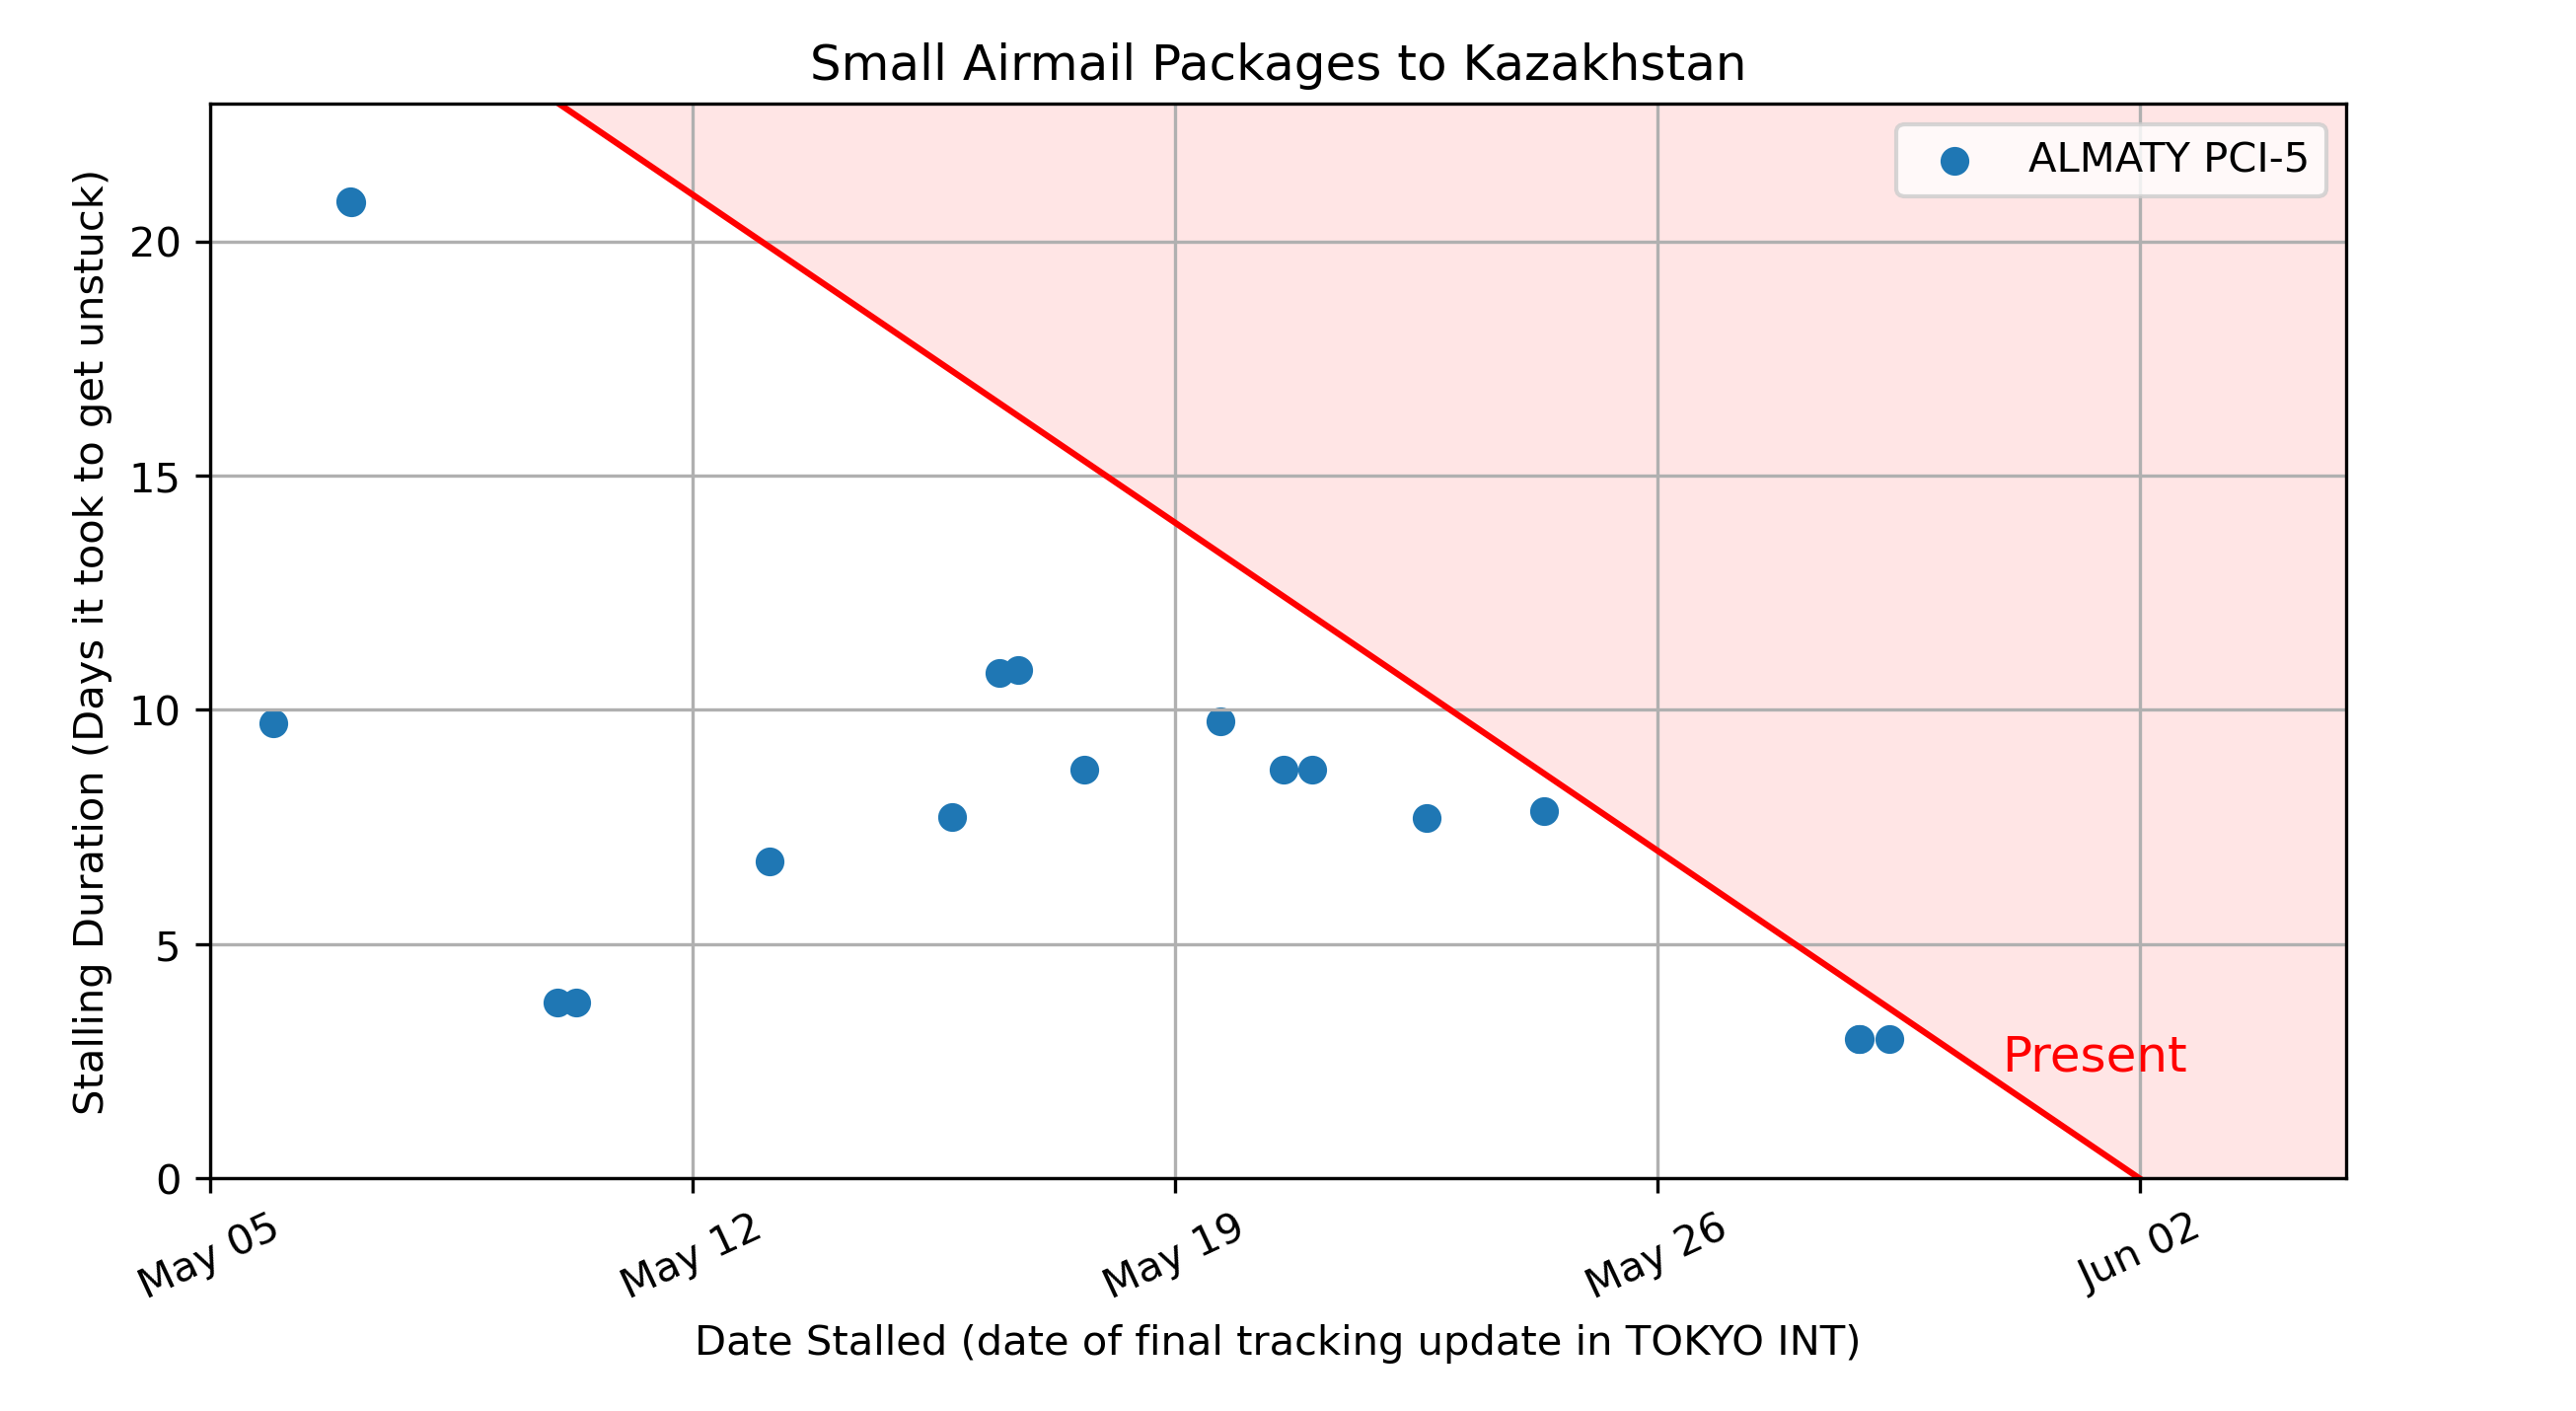 Small Airmail Packages to Kazakhstan
ALMATY PCI-5
Stalling Duration (Days it took to get unstuck)
20
15
10
5
0
Present
May 05
May 12
May 19
May 26
Jun 02
Date Stalled (date of final tracking update in TOKYO INT)